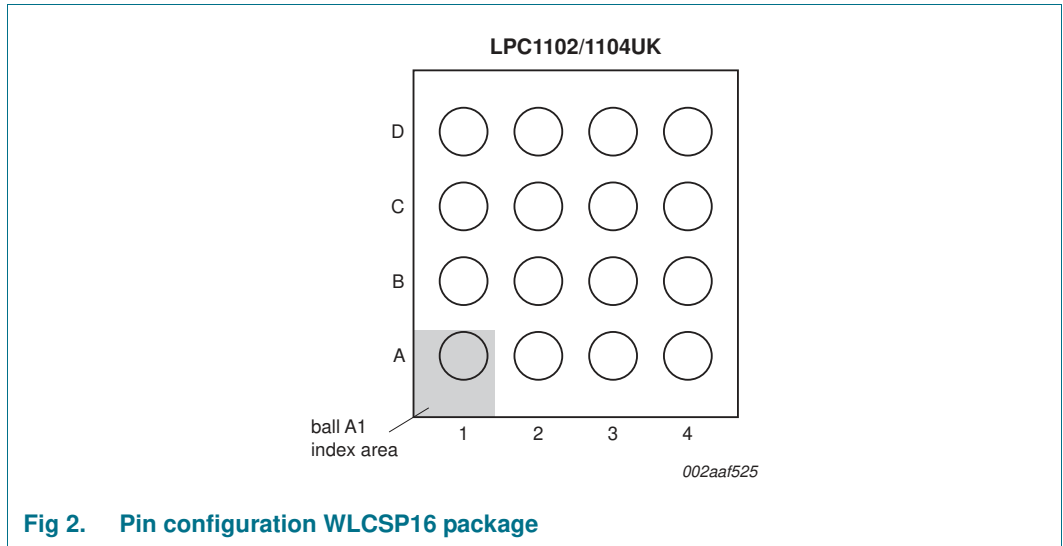 LPC1102/1104UK
D
C
B
A
ball A1
index area
1 2 3 4
002aaf525
Fig 2. Pin configuration WLCSP16 package